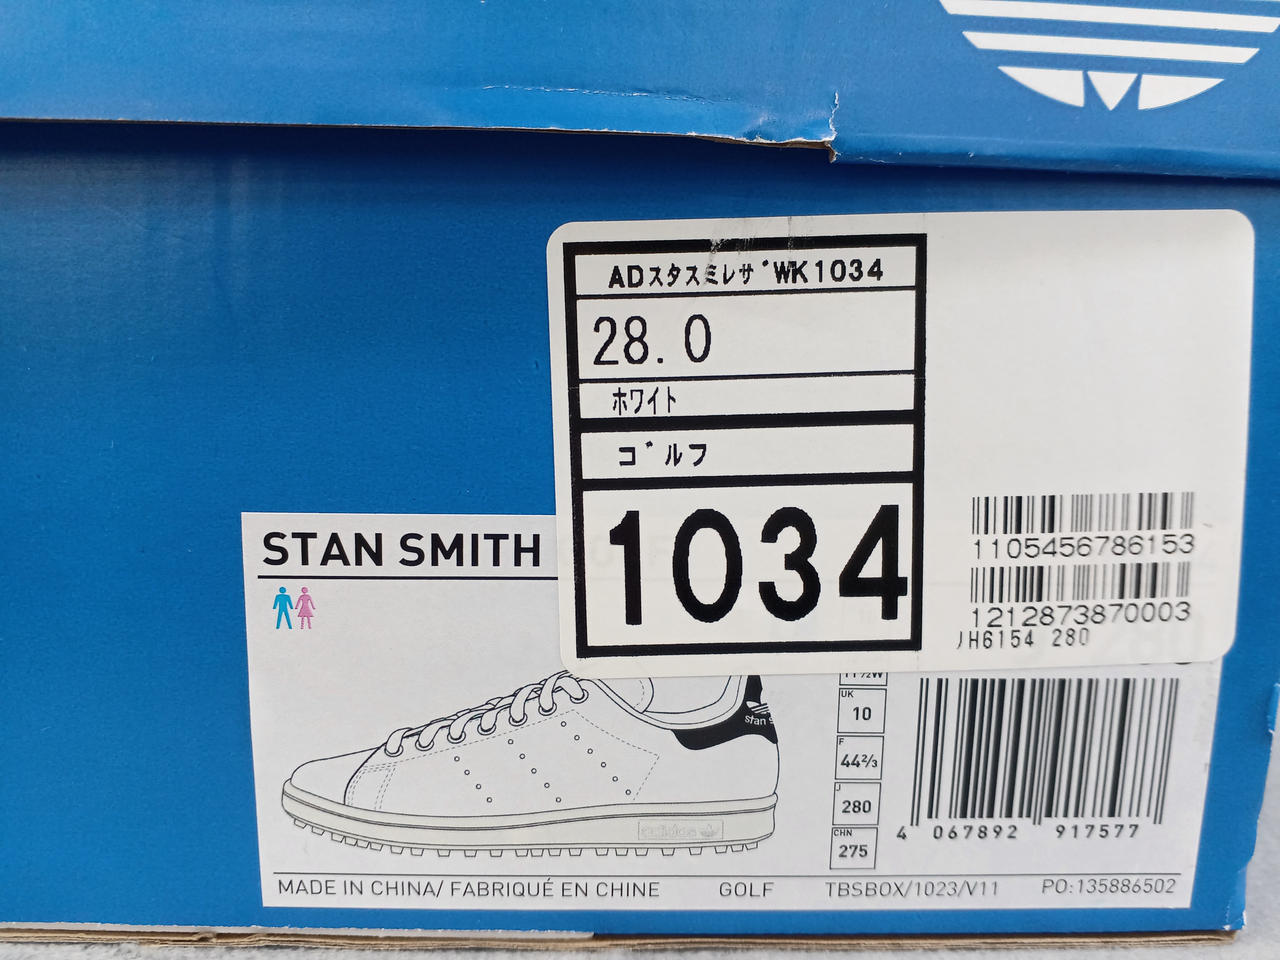 ADスタスミレザ゛WK1034
28.0
ホワイト
ゴルフ
1034
1105456786153
1212873870003
JH6154 280
STAN SMITH
stan s
adidas
UK
10
F
44⅔
J
280
CHN
275
4 067892 917577
MADE IN CHINA/ FABRIQUÉ EN CHINE
GOLF
TBSBOX/1023/V11
PO:135886502